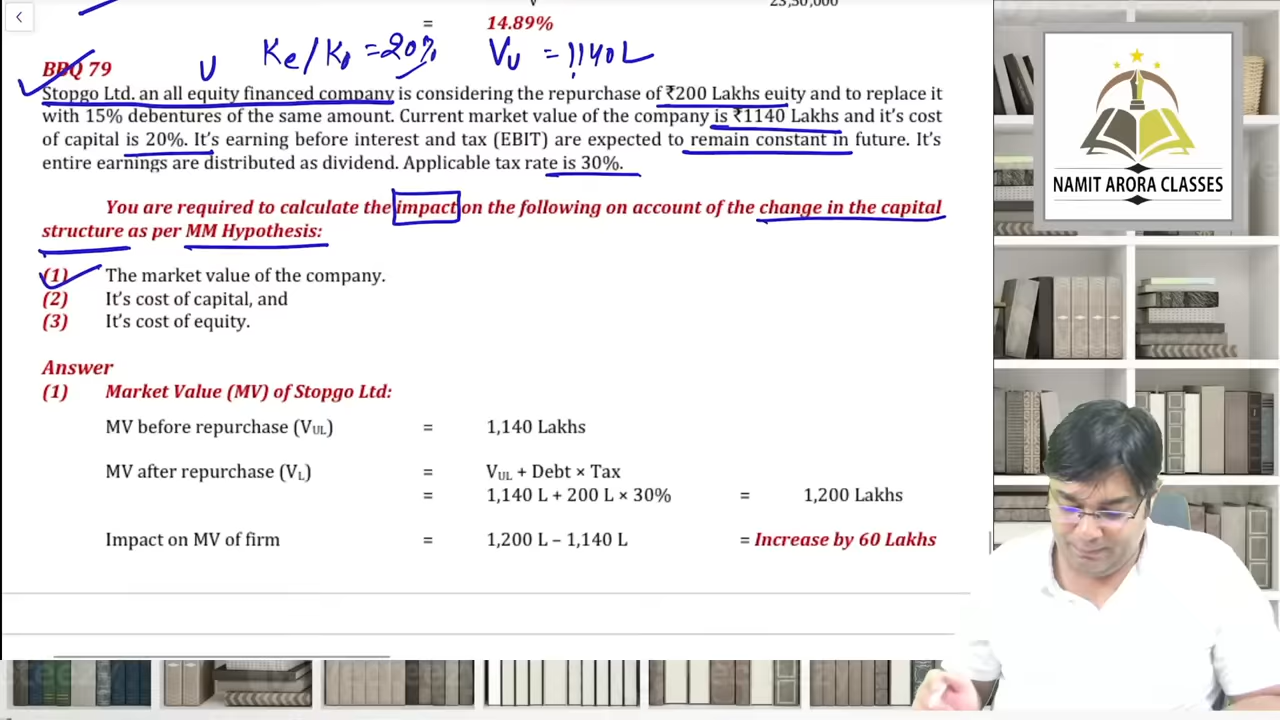 =
14.89%
23,50,000
U Ke/Ko = 20% Vu = 1140L
BBQ 79
Stopgo Ltd. an all equity financed company is considering the repurchase of ₹200 Lakhs euity and to replace it
with 15% debentures of the same amount. Current market value of the company is ₹1140 Lakhs and it's cost
of capital is 20%. It's earning before interest and tax (EBIT) are expected to remain constant in future. It's
entire earnings are distributed as dividend. Applicable tax rate is 30%.
You are required to calculate the impact on the following on account of the change in the capital
structure as per MM Hypothesis:
(1) The market value of the company.
(2) It's cost of capital, and
(3) It's cost of equity.
Answer
(1) Market Value (MV) of Stopgo Ltd:
MV before repurchase (VUL) = 1,140 Lakhs
MV after repurchase (VL) = VUL + Debt × Tax
= 1,140 L + 200 L × 30% = 1,200 Lakhs
Impact on MV of firm = 1,200 L – 1,140 L = Increase by 60 Lakhs
NAMIT ARORA CLASSES